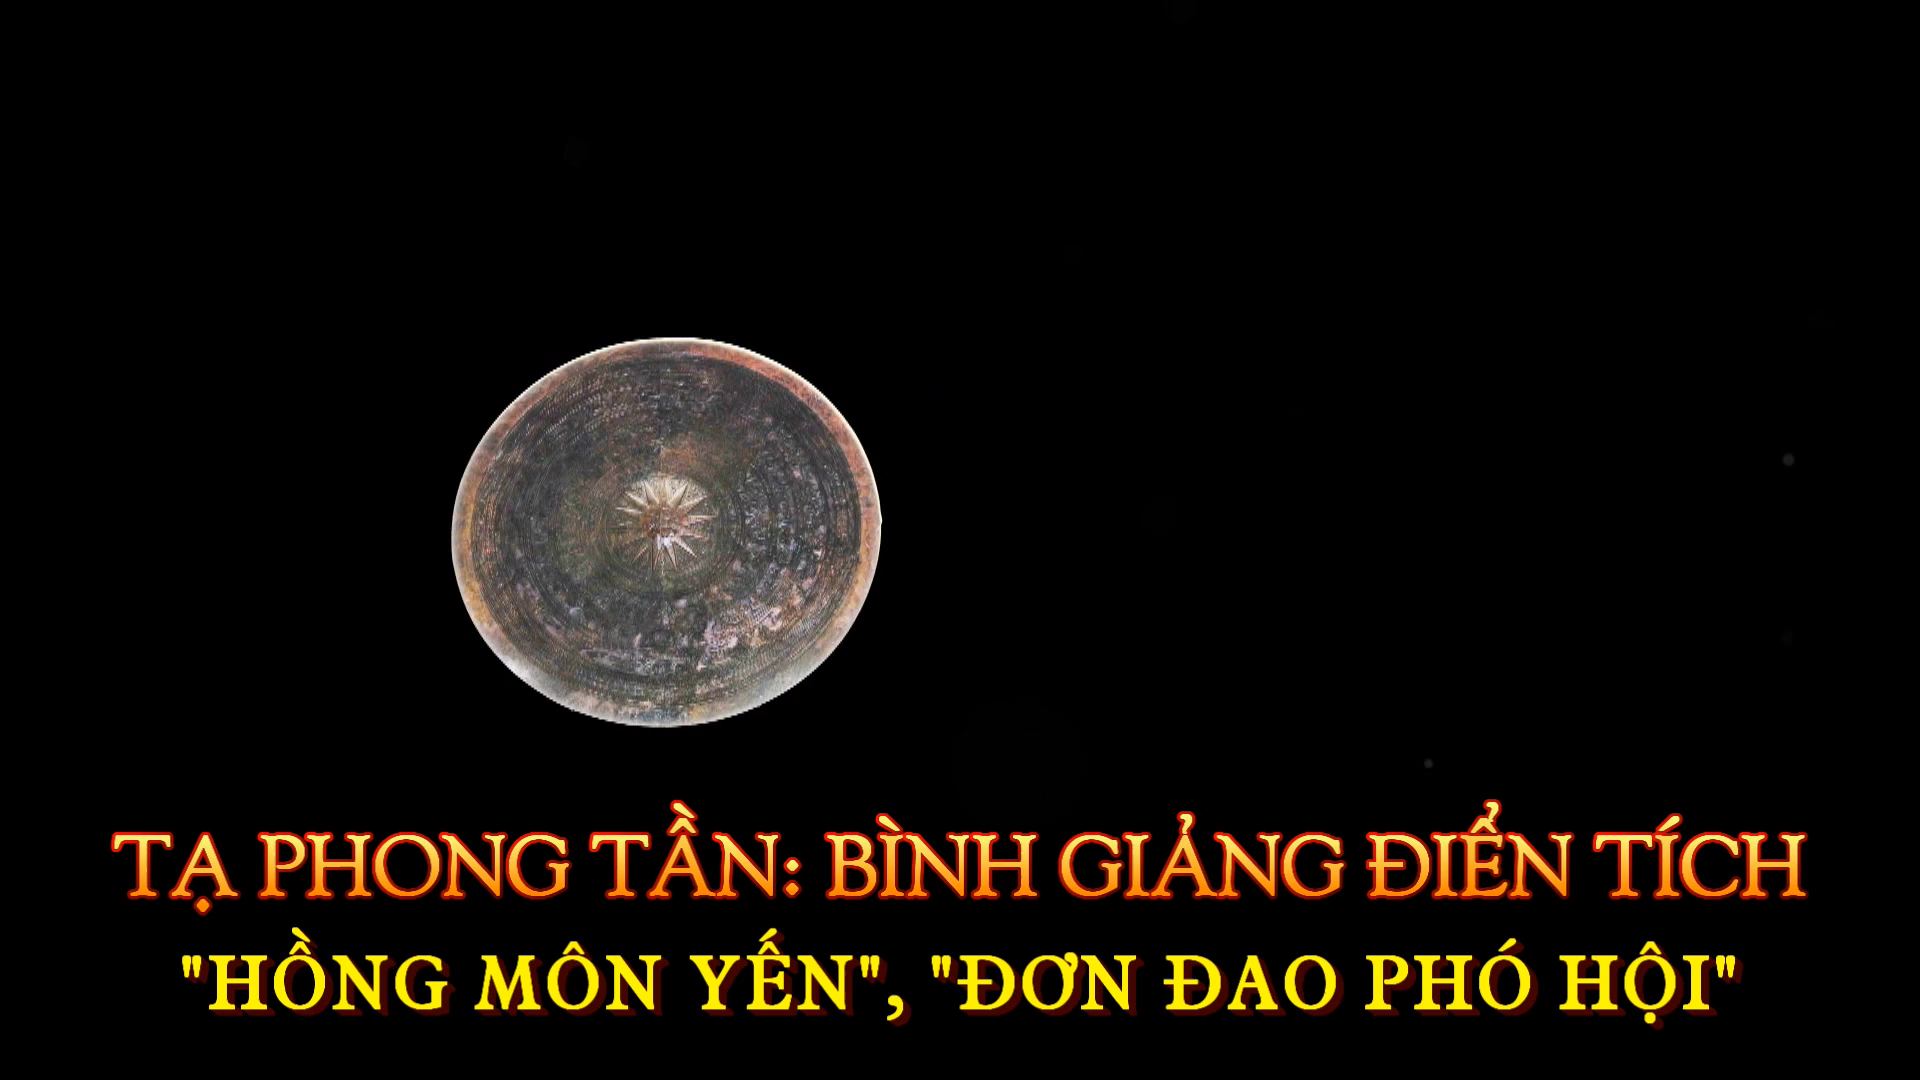 TẠ PHONG TẦN: BÌNH GIẢNG ĐIỂN TÍCH
"HỒNG MÔN YẾN", "ĐƠN ĐAO PHÓ HỘI"